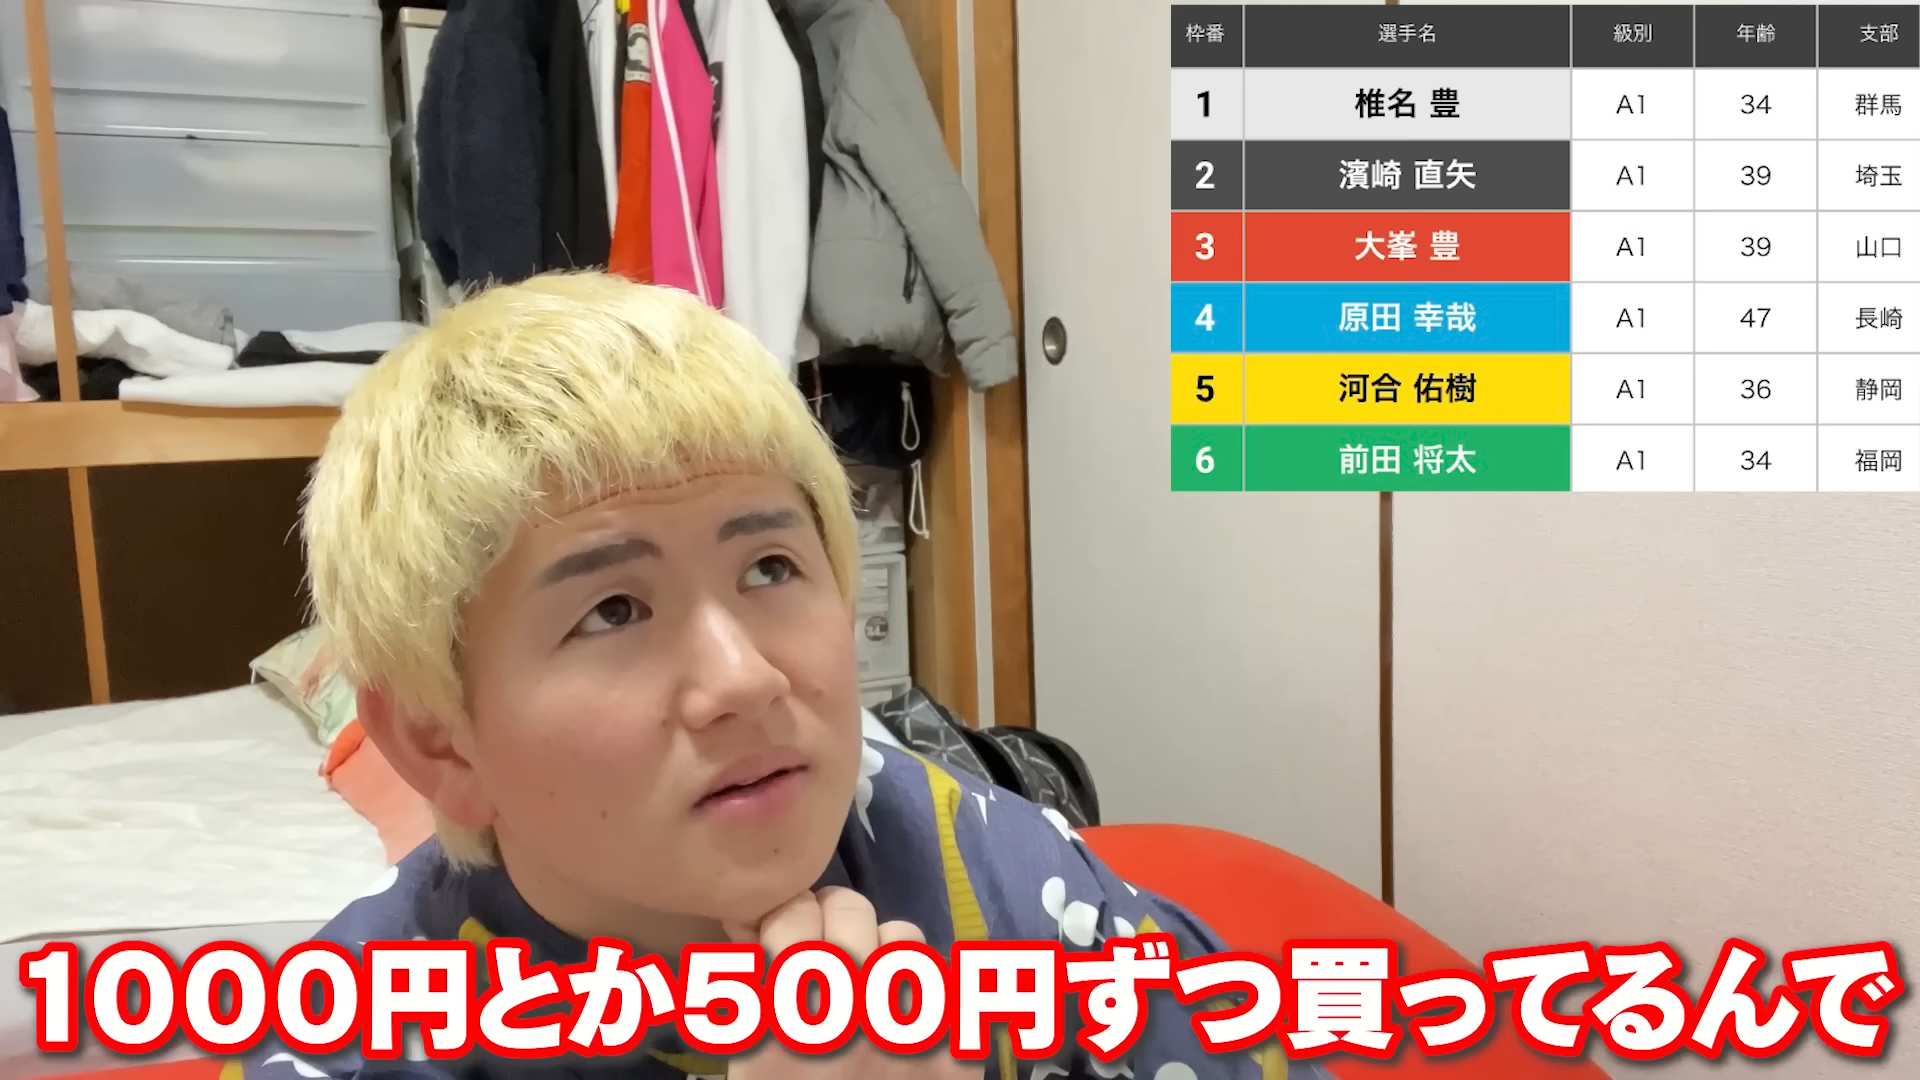 枠番 選手名 級別 年齢 支部
1 椎名 豊 A1 34 群馬
2 濱崎 直矢 A1 39 埼玉
3 大峯 豊 A1 39 山口
4 原田 幸哉 A1 47 長崎
5 河合 佑樹 A1 36 静岡
6 前田 将太 A1 34 福岡
1000円とか500円ずつ買ってるんで